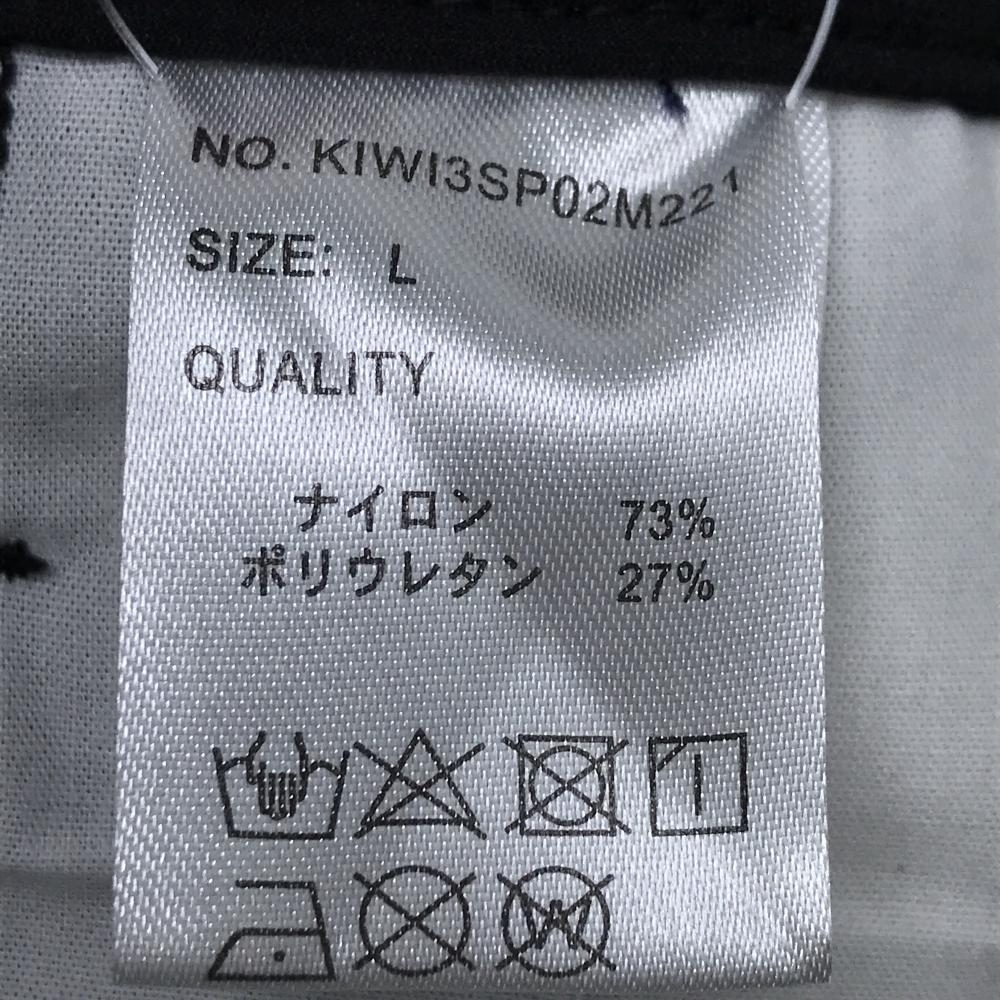 NO. KIWI3SP02M221
SIZE: L
QUALITY
ナイロン 73%
ポリウレタン 27%
W